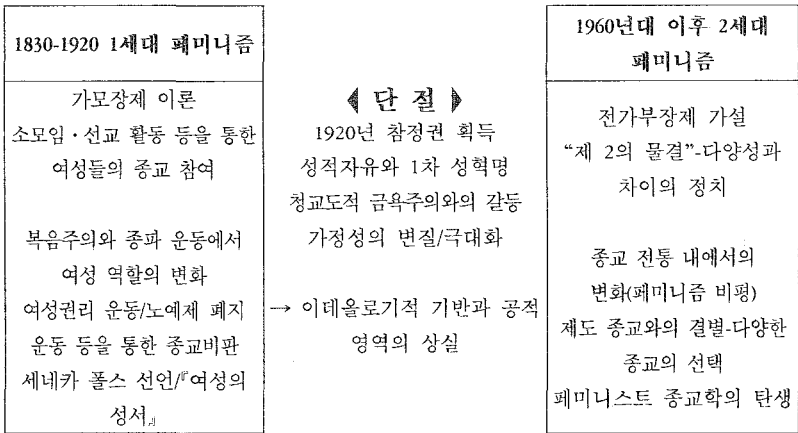 1830-1920 1세대 페미니즘
가모장제 이론
소모임·선교 활동 등을 통한
여성들의 종교 참여
복음주의와 종파 운동에서
여성 역할의 변화
여성권리 운동/노예제 폐지
운동 등을 통한 종교비판
세네카 폴스 선언/『여성의
성서』
《 단 절 》
1920년 참정권 획득
성적자유와 1차 성혁명
청교도적 금욕주의와의 갈등
가정성의 변질/극대화
→ 이데올로기적 기반과 공적
영역의 상실
1960년대 이후 2세대
페미니즘
전가부장제 가설
“제 2의 물결”-다양성과
차이의 정치
종교 전통 내에서의
변화(페미니즘 비평)
제도 종교와의 결별-다양한
종교의 선택
페미니스트 종교학의 탄생